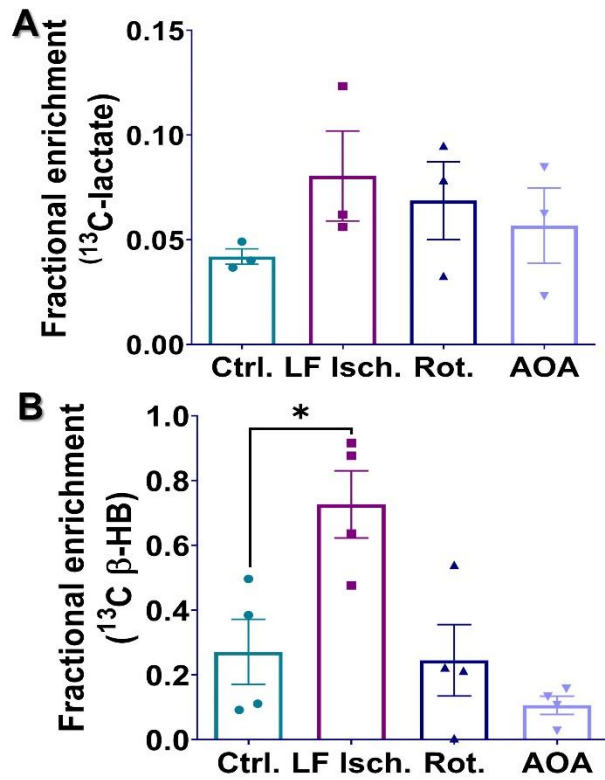 A
Fractional enrichment
(¹³C-lactate)
0.15
0.10
0.05
0.00
Ctrl. LF Isch. Rot. AOA
B
Fractional enrichment
(¹³C β-HB)
1.0
0.8
0.6
0.4
0.2
0.0
*
Ctrl. LF Isch. Rot. AOA